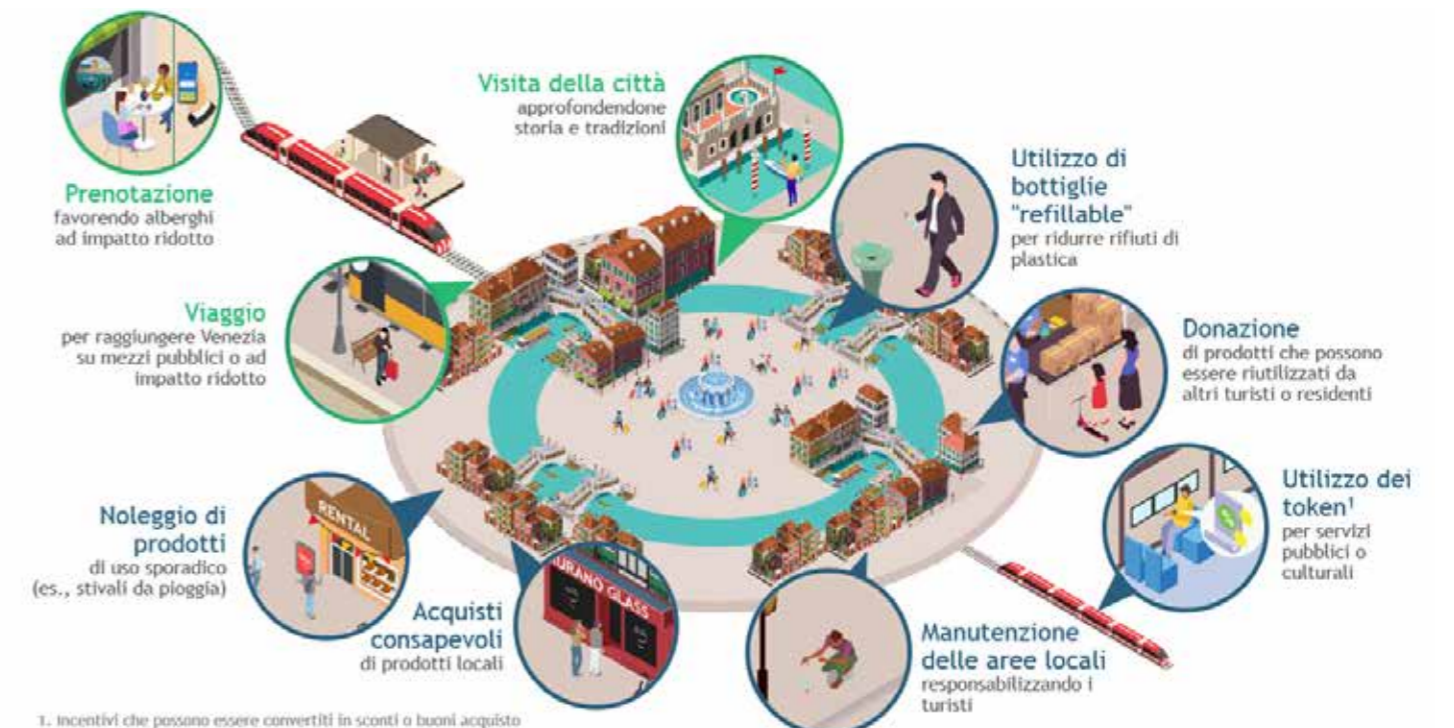 Prenotazione
favorendo alberghi
ad impatto ridotto
Visita della città
approfondendone
storia e tradizioni
Utilizzo di
bottiglie
"refillable"
per ridurre rifiuti di
plastica
Viaggio
per raggiungere Venezia
su mezzi pubblici o ad
impatto ridotto
Donazione
di prodotti che possono
essere riutilizzati da
altri turisti o residenti
Noleggio di
prodotti
di uso sporadico
(es., stivali da pioggia)
RENTAL
Acquisti
consapevoli
di prodotti locali
URANO GLASS
Manutenzione
delle aree locali
responsabilizzando i
turisti
Utilizzo dei
token¹
per servizi
pubblici o
culturali
1. Incentivi che possono essere convertiti in sconti o buoni acquisto